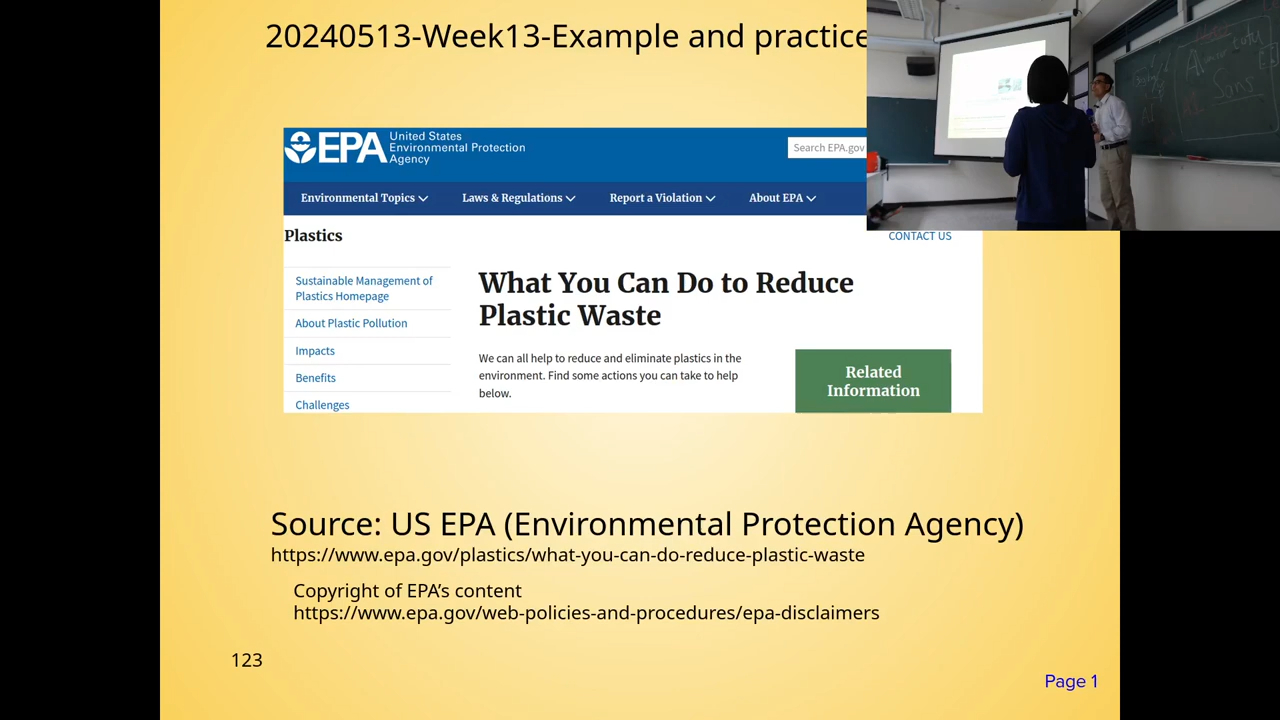 20240513-Week13-Example and practice
EPA
United States
Environmental Protection
Agency
Search EPA.gov
Environmental Topics
Laws & Regulations
Report a Violation
About EPA
Plastics
CONTACT US
Sustainable Management of
Plastics Homepage
About Plastic Pollution
Impacts
Benefits
Challenges
What You Can Do to Reduce
Plastic Waste
We can all help to reduce and eliminate plastics in the
environment. Find some actions you can take to help
below.
Related
Information
Source: US EPA (Environmental Protection Agency)
https://www.epa.gov/plastics/what-you-can-do-reduce-plastic-waste
Copyright of EPA’s content
https://www.epa.gov/web-policies-and-procedures/epa-disclaimers
123
Page 1
Sans